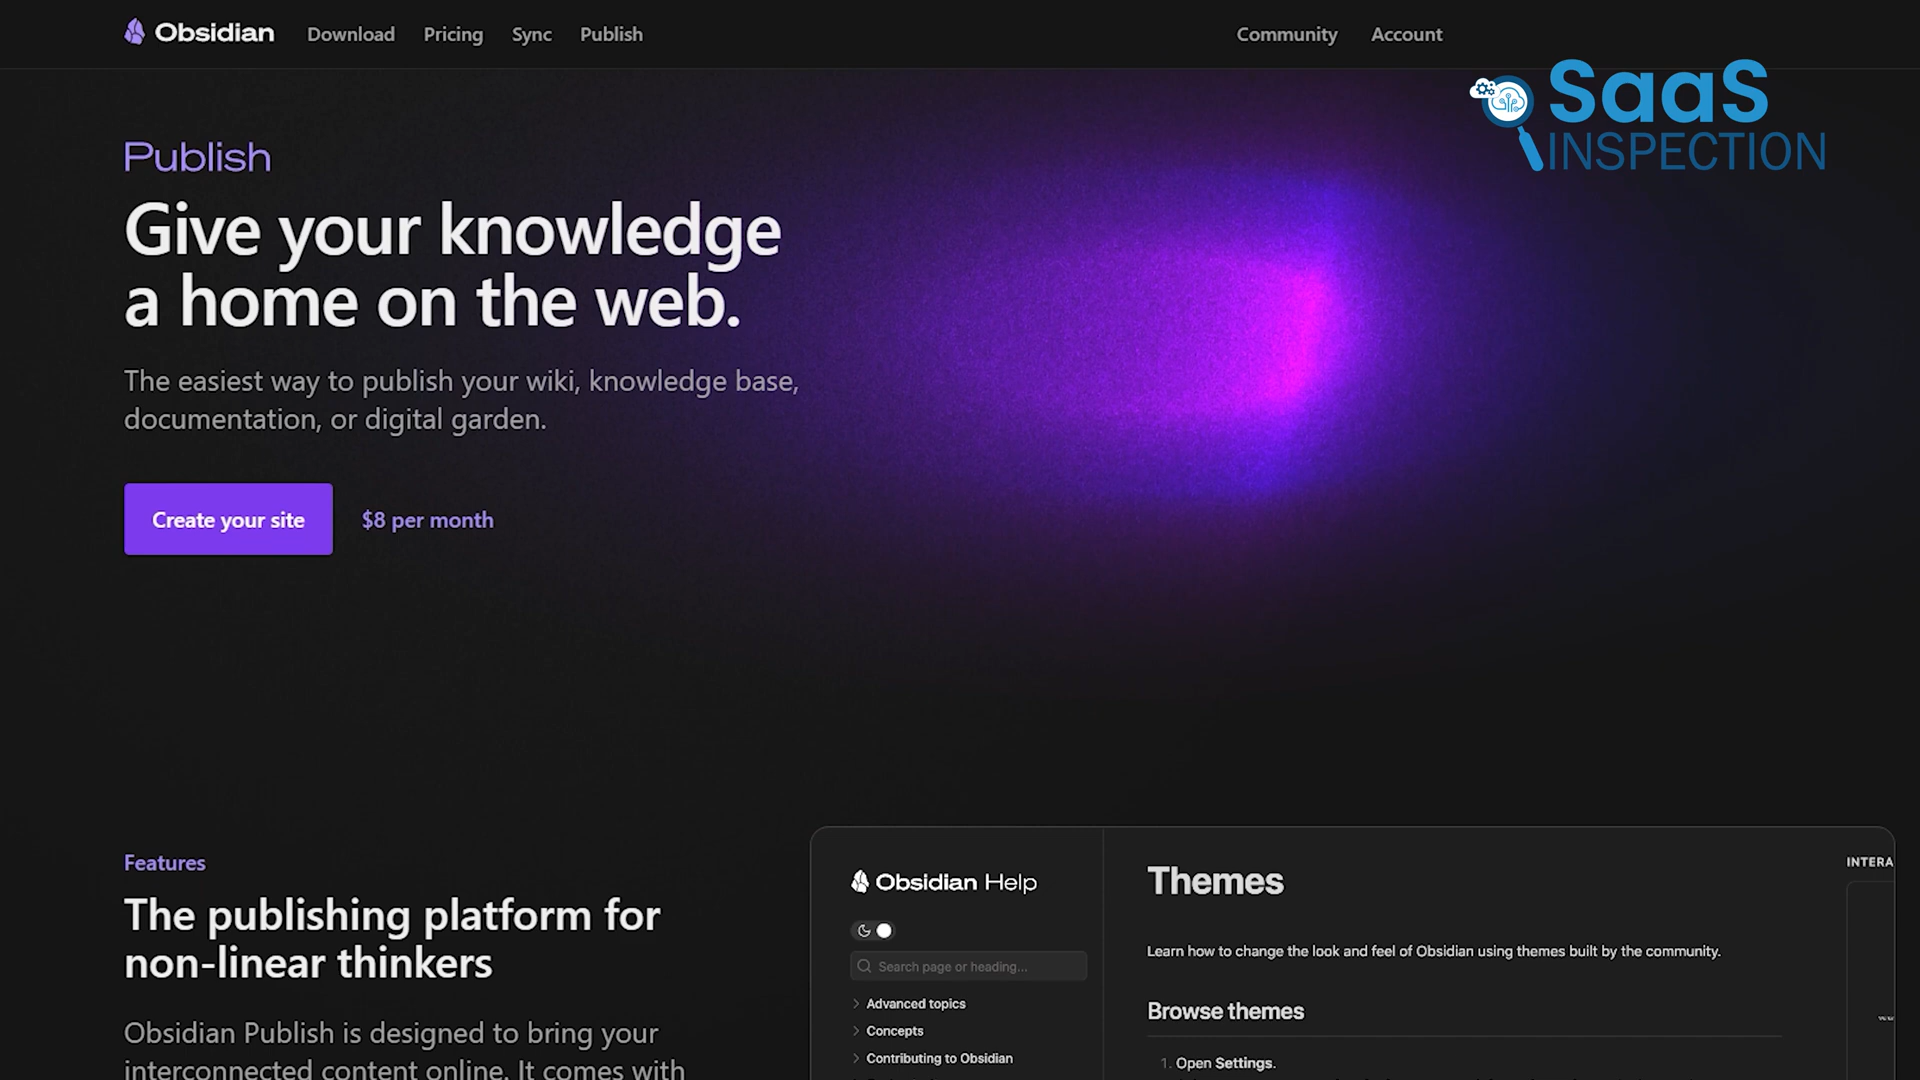 Obsidian Download Pricing Sync Publish Community Account
SaaS
INSPECTION
Publish
Give your knowledge
a home on the web.
The easiest way to publish your wiki, knowledge base,
documentation, or digital garden.
Create your site $8 per month
Features
The publishing platform for
non-linear thinkers
Obsidian Publish is designed to bring your
interconnected content online. It comes with
Obsidian Help
Search page or heading...
Advanced topics
Concepts
Contributing to Obsidian
Themes
Learn how to change the look and feel of Obsidian using themes built by the community.
Browse themes
1. Open Settings.
INTERA